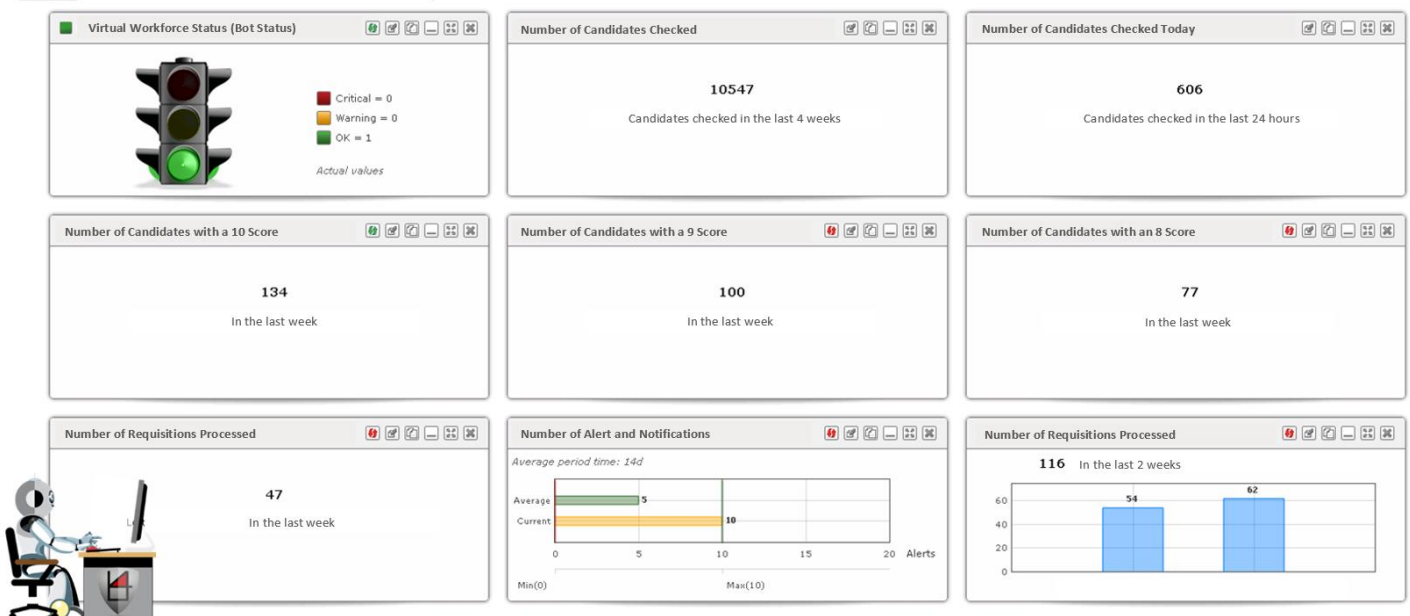 Virtual Workforce Status (Bot Status)
Critical = 0
Warning = 0
OK = 1
Actual values
Number of Candidates Checked
10547
Candidates checked in the last 4 weeks
Number of Candidates Checked Today
606
Candidates checked in the last 24 hours
Number of Candidates with a 10 Score
134
In the last week
Number of Candidates with a 9 Score
100
In the last week
Number of Candidates with an 8 Score
77
In the last week
Number of Requisitions Processed
47
In the last week
Number of Alert and Notifications
Average period time: 14d
Average 5
Current 10
0 5 10 15 20 Alerts
Min(0) Max(10)
Number of Requisitions Processed
116 In the last 2 weeks
54 62
60
40
20
0